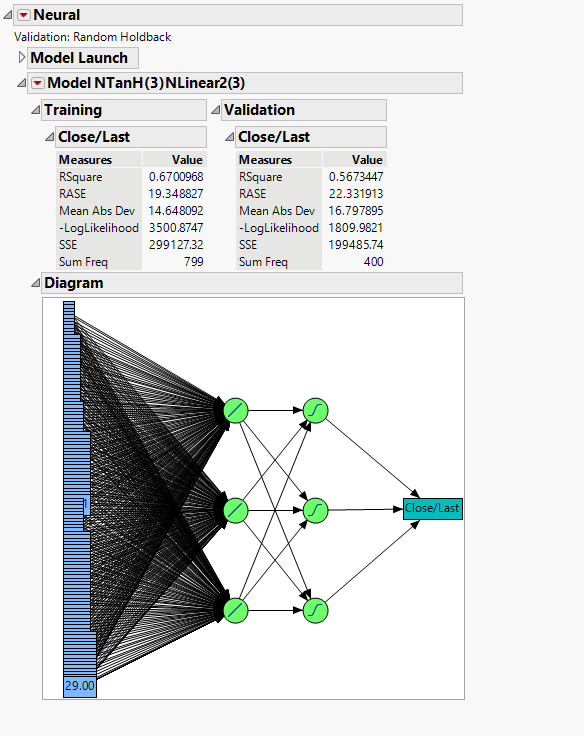 Neural
Validation: Random Holdback
Model Launch
Model NTanH(3)NLinear2(3)
Training
Validation
Close/Last
Close/Last
Measures Value
RSquare 0.6700968
RASE 19.348827
Mean Abs Dev 14.648092
-LogLikelihood 3500.8747
SSE 299127.32
Sum Freq 799
Measures Value
RSquare 0.5673447
RASE 22.331913
Mean Abs Dev 16.797895
-LogLikelihood 1809.9821
SSE 199485.74
Sum Freq 400
Diagram
Close/Last
29.00